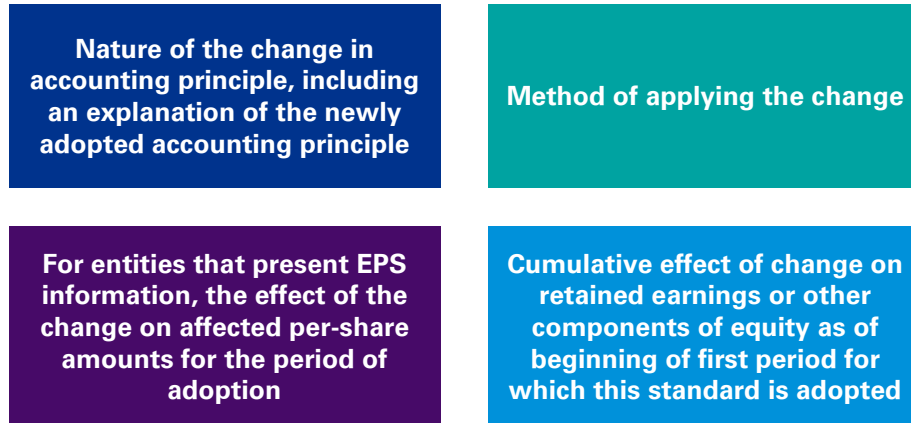 Nature of the change in
accounting principle, including
an explanation of the newly
adopted accounting principle
Method of applying the change
For entities that present EPS
information, the effect of the
change on affected per-share
amounts for the period of
adoption
Cumulative effect of change on
retained earnings or other
components of equity as of
beginning of first period for
which this standard is adopted